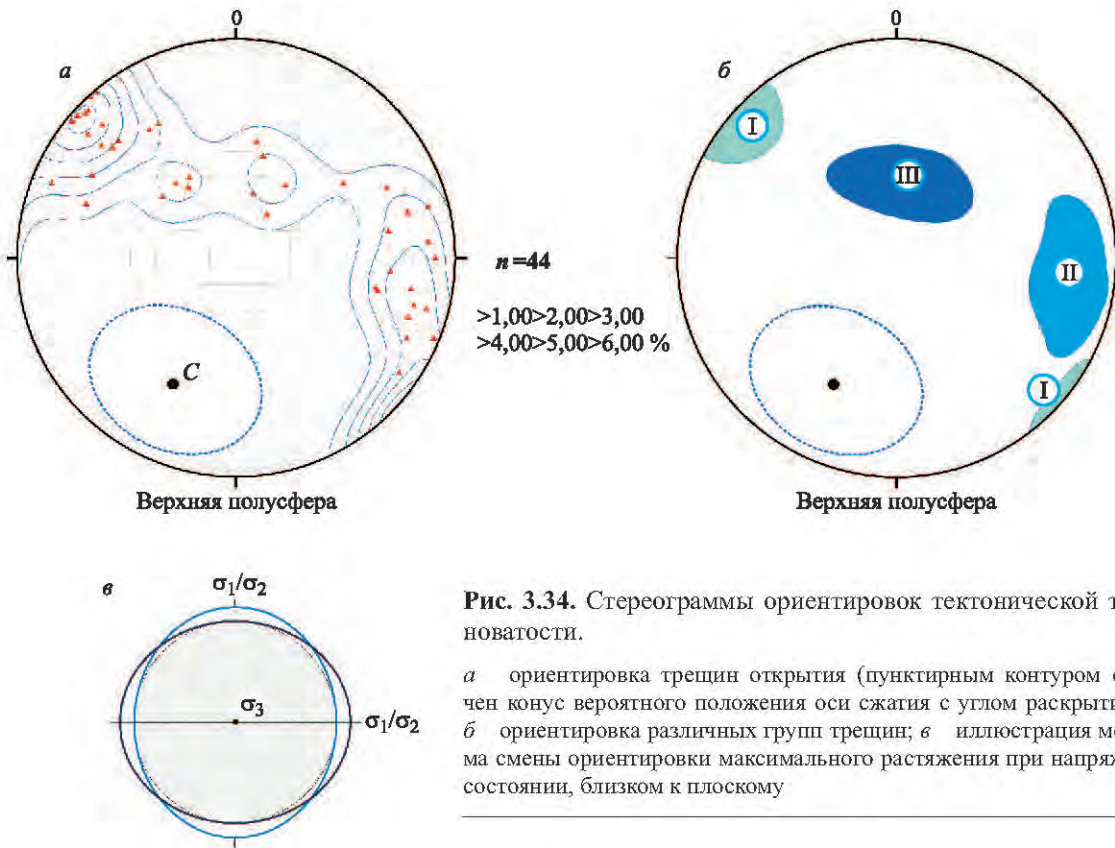 0
0
а
б
I
III
II
I
n =44
>1,00>2,00>3,00
>4,00>5,00>6,00 %
C
Верхняя полусфера
Верхняя полусфера
в
σ1/σ2
σ3
σ1/σ2
Рис. 3.34. Стереограммы ориентировок тектонической т
новатости.
а ориентировка трещин открытия (пунктирным контуром
чен конус вероятного положения оси сжатия с углом раскрыти
б ориентировка различных групп трещин; в иллюстрация
ма смены ориентировки максимального растяжения при напряж
состоянии, близком к плоскому